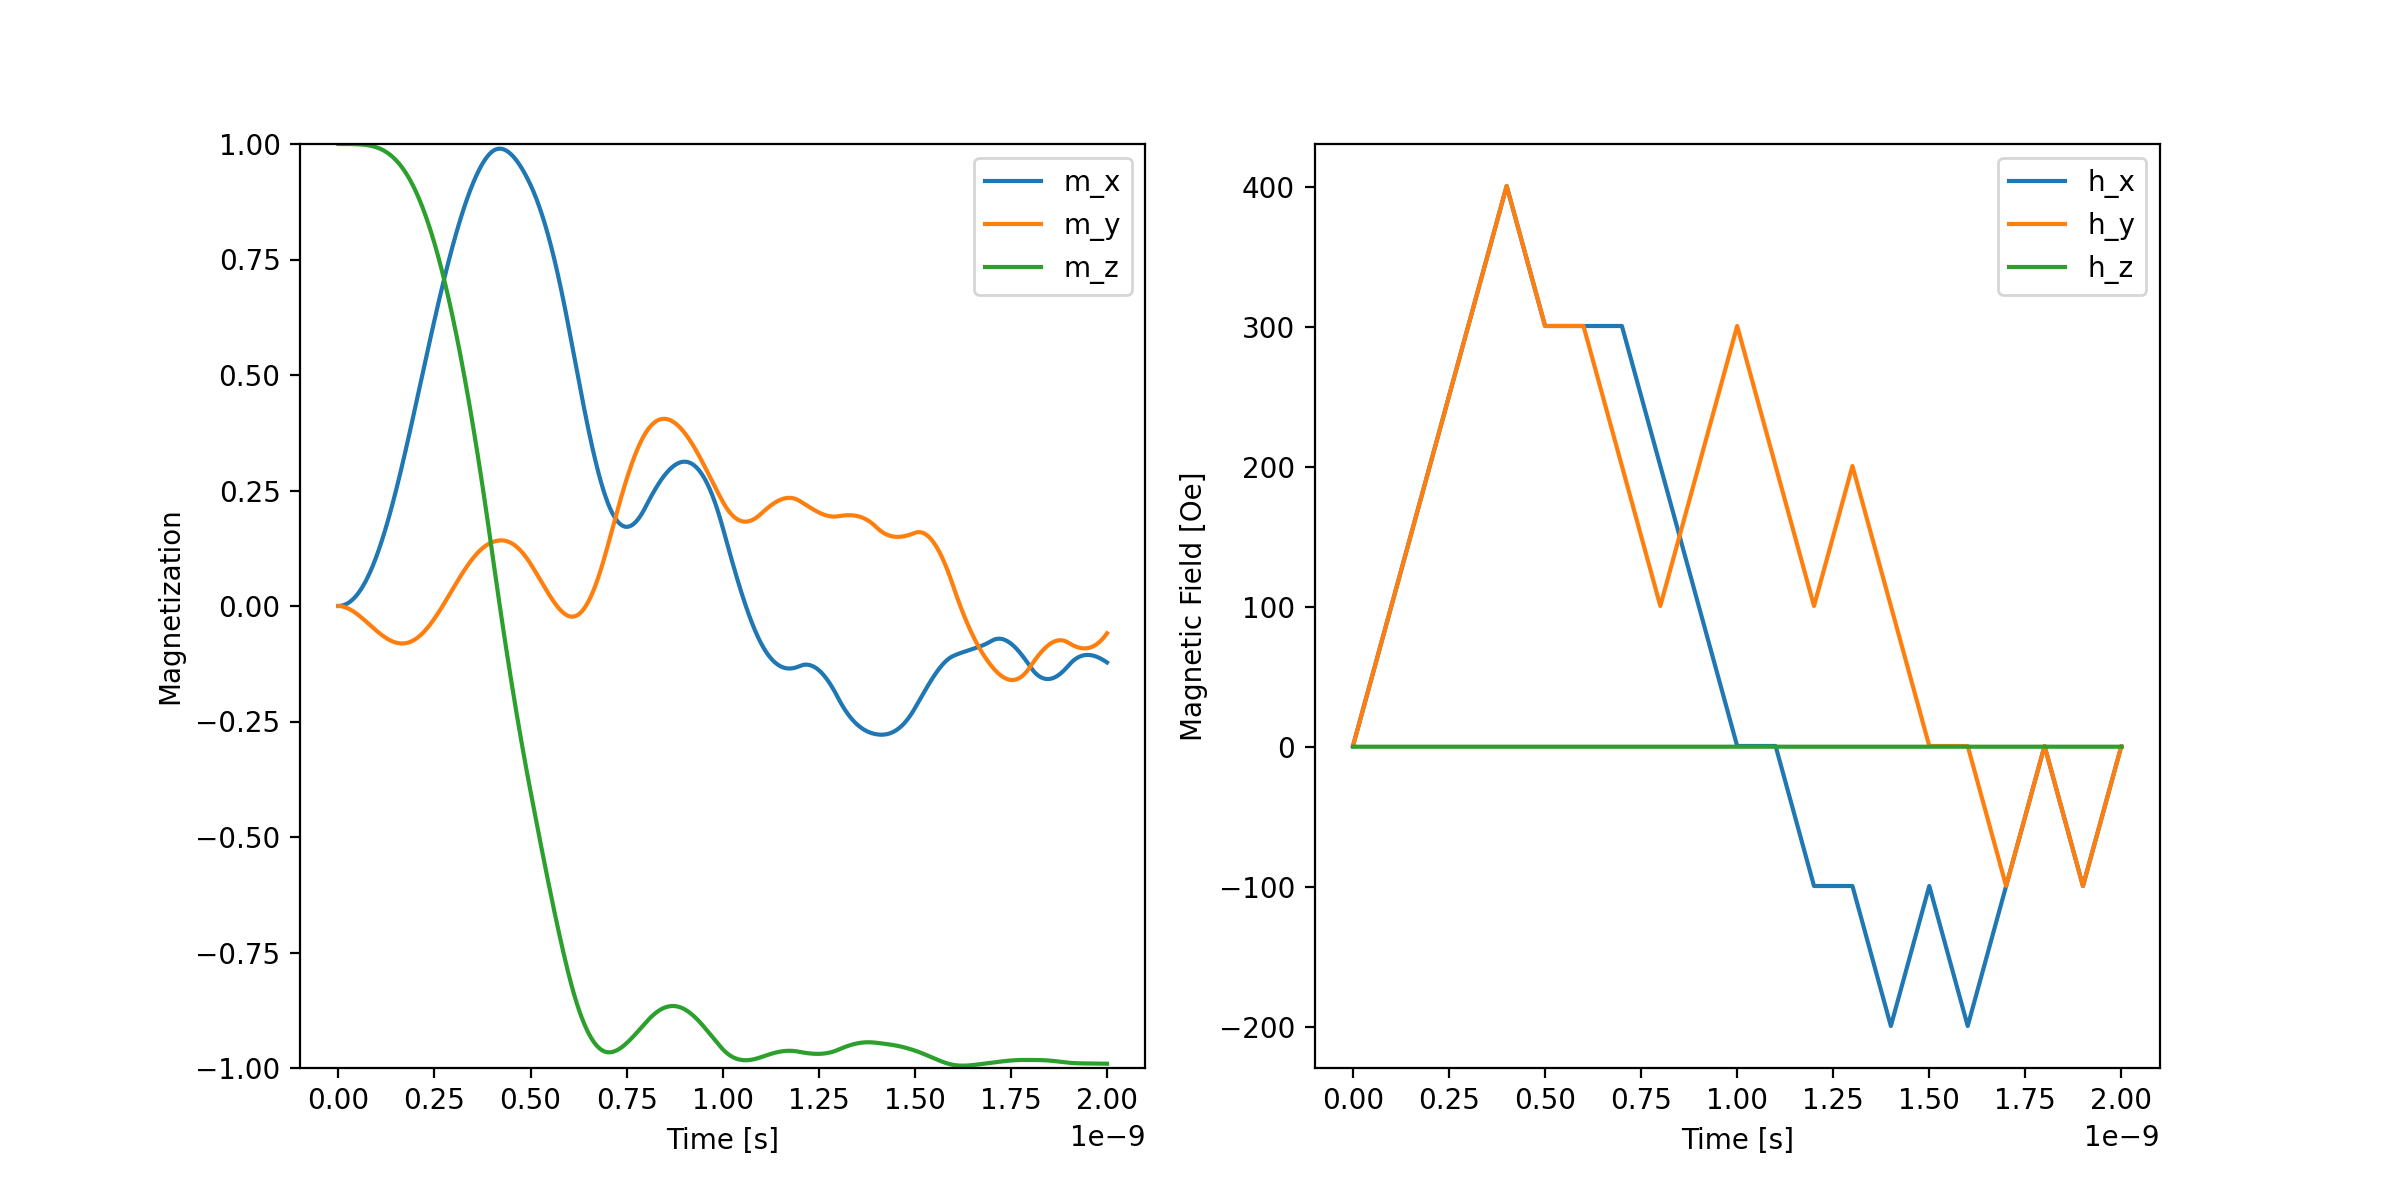 Magnetization
1.00
0.75
0.50
0.25
0.00
−0.25
−0.50
−0.75
−1.00
m_x
m_y
m_z
0.00 0.25 0.50 0.75 1.00 1.25 1.50 1.75 2.00
Time [s]
1e−9
Magnetic Field [Oe]
400
300
200
100
0
−100
−200
h_x
h_y
h_z
0.00 0.25 0.50 0.75 1.00 1.25 1.50 1.75 2.00
Time [s]
1e−9